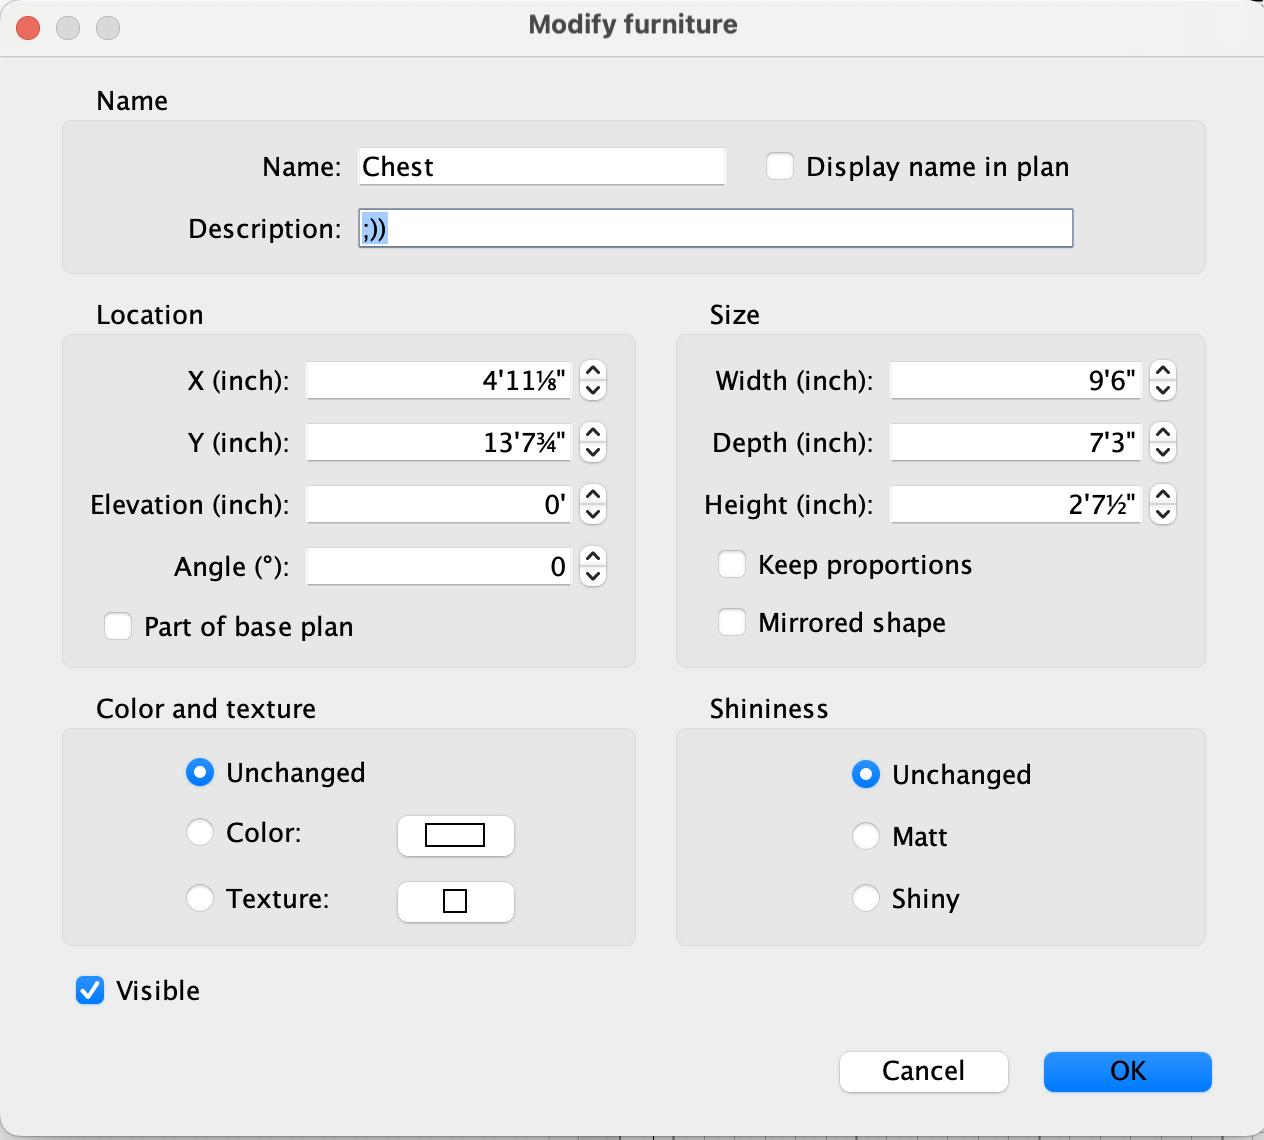 Modify furniture
Name
Name: Chest Display name in plan
Description: ;))
Location
X (inch): 4'11⅛"
Y (inch): 13'7¾"
Elevation (inch): 0'
Angle (°): 0
Part of base plan
Size
Width (inch): 9'6"
Depth (inch): 7'3"
Height (inch): 2'7½"
Keep proportions
Mirrored shape
Color and texture
Unchanged
Color:
Texture:
Shininess
Unchanged
Matt
Shiny
Visible
Cancel OK